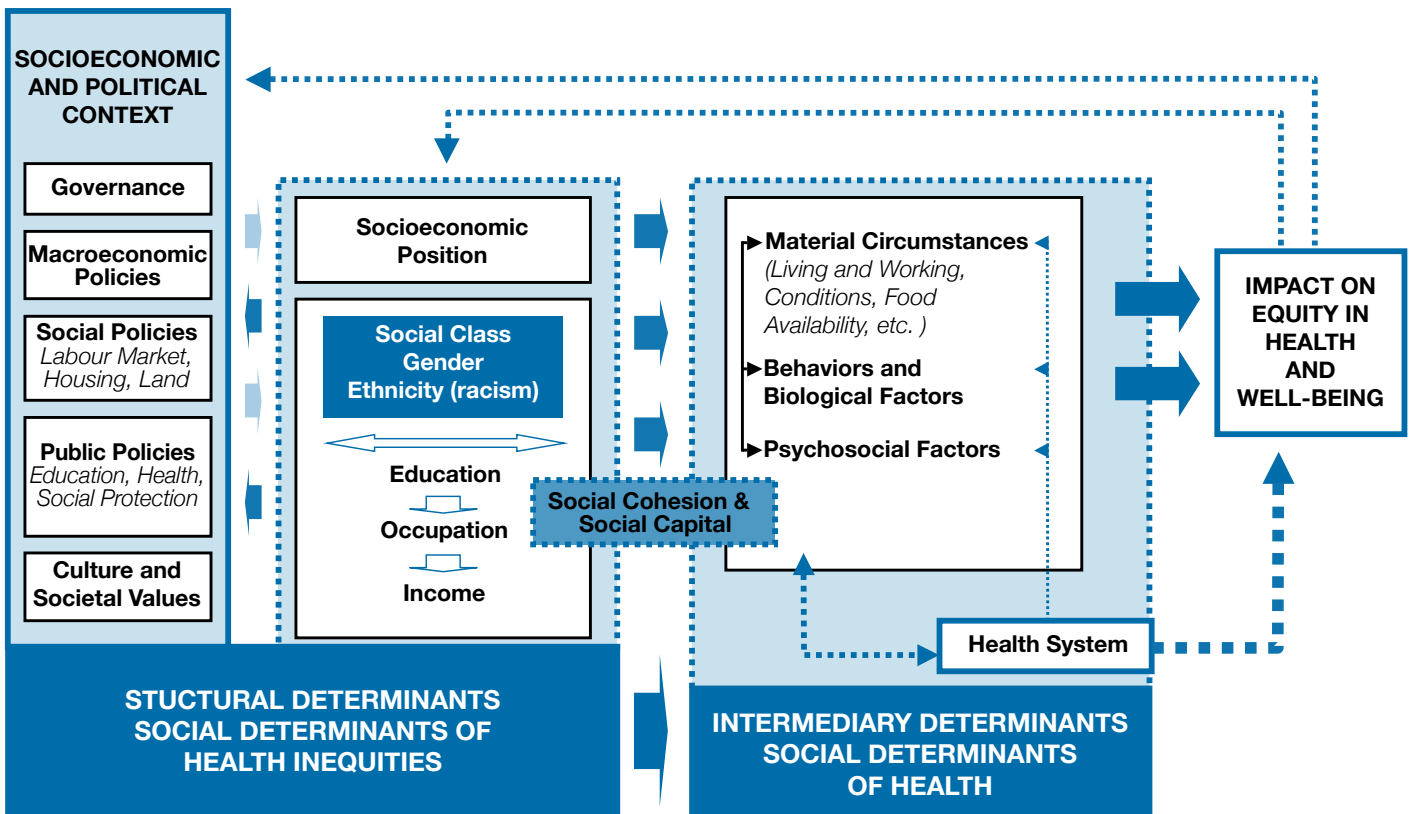 SOCIOECONOMIC
AND POLITICAL
CONTEXT
Governance
Macroeconomic
Policies
Social Policies
Labour Market,
Housing, Land
Public Policies
Education, Health,
Social Protection
Culture and
Societal Values
Socioeconomic
Position
Social Class
Gender
Ethnicity (racism)
Education
Occupation
Income
Social Cohesion &
Social Capital
Material Circumstances
(Living and Working,
Conditions, Food
Availability, etc. )
Behaviors and
Biological Factors
Psychosocial Factors
Health System
IMPACT ON
EQUITY IN
HEALTH
AND
WELL-BEING
STUCTURAL DETERMINANTS
SOCIAL DETERMINANTS OF
HEALTH INEQUITIES
INTERMEDIARY DETERMINANTS
SOCIAL DETERMINANTS
OF HEALTH